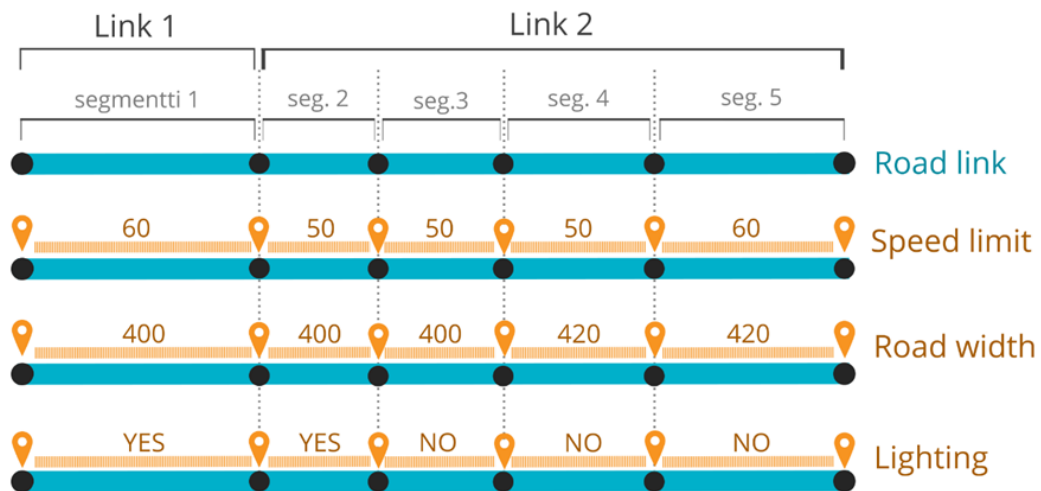 Link 1 Link 2
segmentti 1 seg. 2 seg.3 seg. 4 seg. 5
Road link
60 50 50 50 60 Speed limit
400 400 400 420 420 Road width
YES YES NO NO NO Lighting